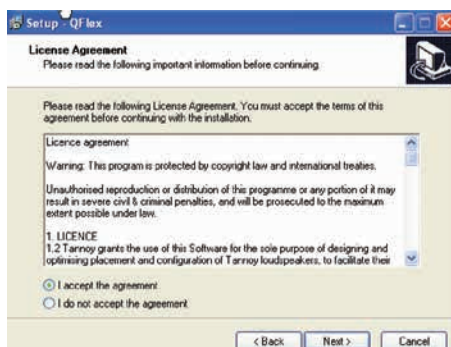 Setup - QFlex
License Agreement
Please read the following important information before continuing.
Please read the following License Agreement. You must accept the terms of this
agreement before continuing with the installation.
Licence agreement
Warning: This program is protected by copyright law and international treaties.
Unauthorised reproduction or distribution of this programme or any portion of it may
result in severe civil & criminal penalties, and will be prosecuted to the maximum
extent possible under law.
1. LICENCE
1.2 Tannoy grants the use of this Software for the sole purpose of designing and
optimising placement and configuration of Tannoy loudspeakers, to facilitate their
I accept the agreement
I do not accept the agreement
< Back Next > Cancel